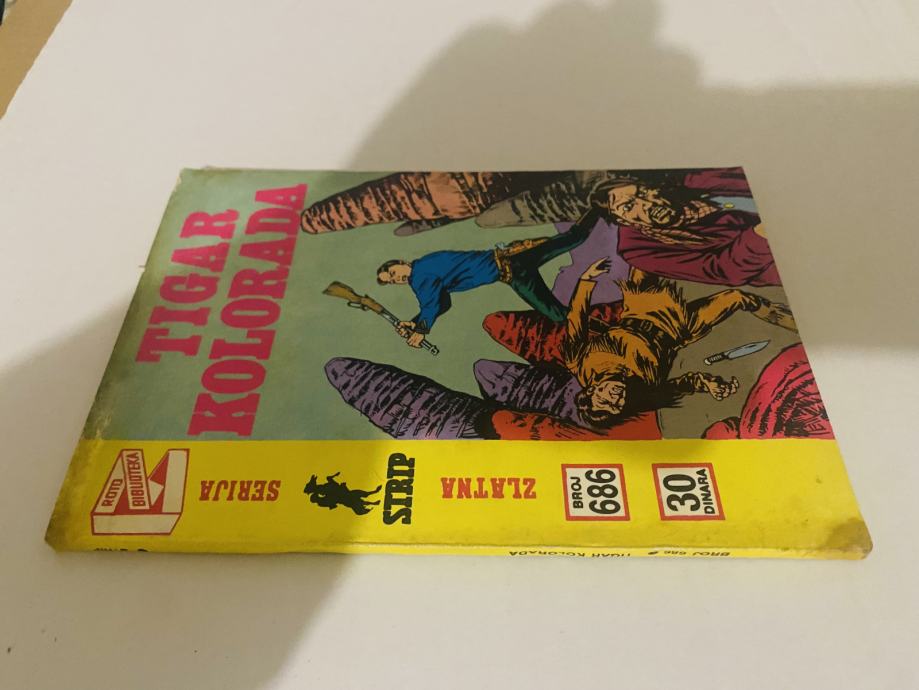 TIGAR
KOLORADA
ROTO
BIBLIOTEKA
SERIJA
STRIP
ZLATNA
BROJ
686
30
DINARA
BROJ 686 TIGAR KOLORADA